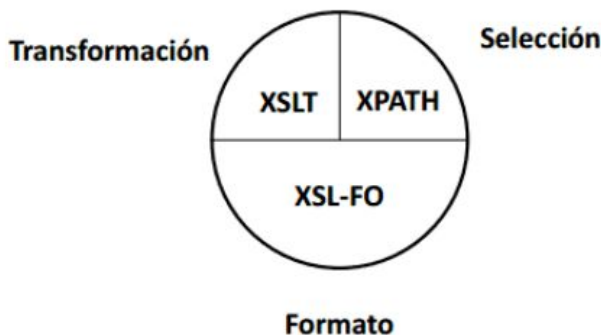 Transformación
Selección
XSLT
XPATH
XSL-FO
Formato